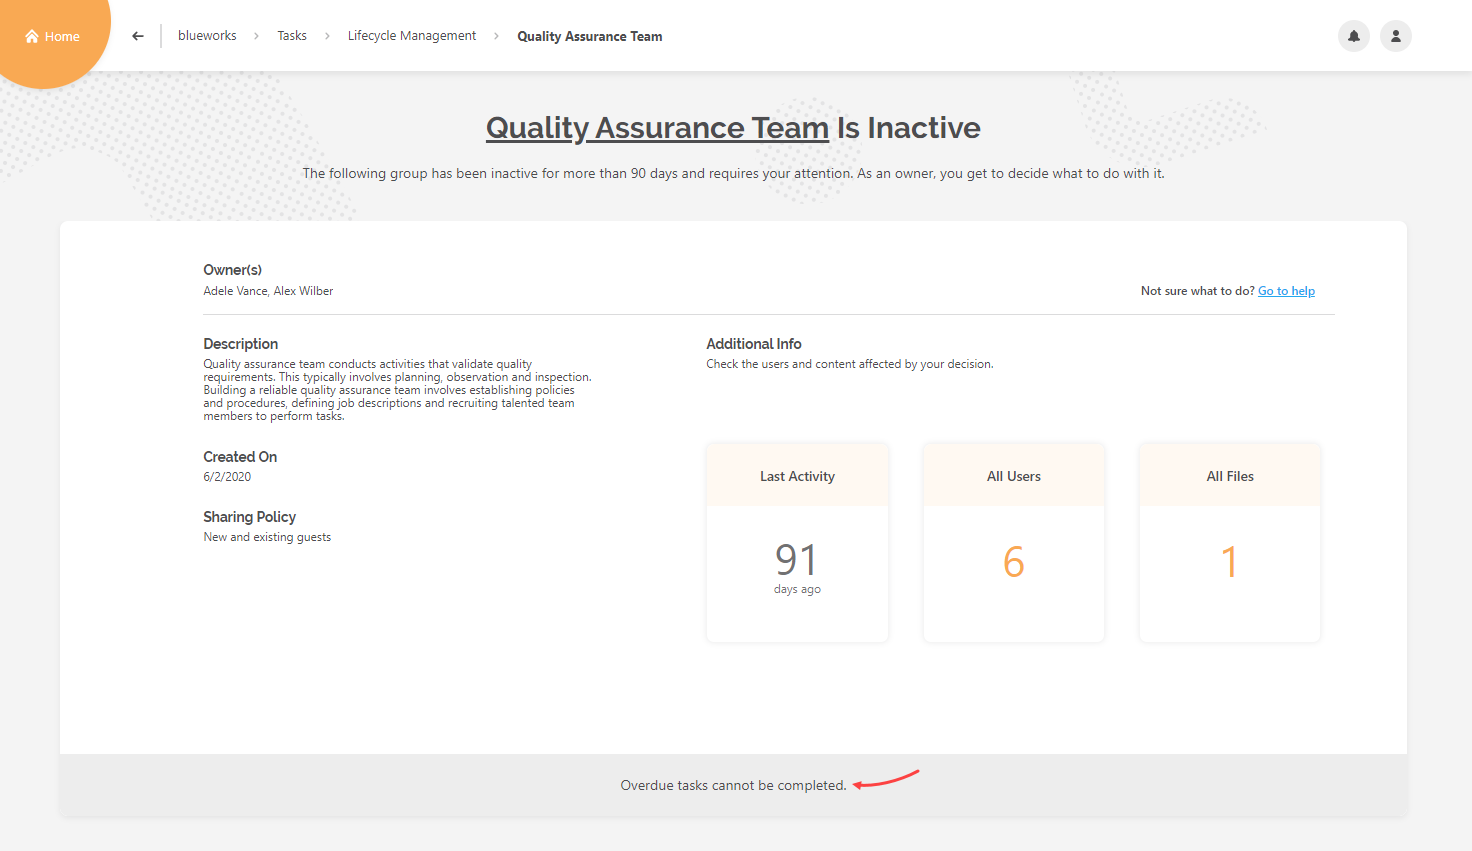 Home
blueworks
Tasks
Lifecycle Management
Quality Assurance Team
Quality Assurance Team Is Inactive
The following group has been inactive for more than 90 days and requires your attention. As an owner, you get to decide what to do with it.
Owner(s)
Adele Vance, Alex Wilber
Not sure what to do? Go to help
Description
Quality assurance team conducts activities that validate quality
requirements. This typically involves planning, observation and inspection.
Building a reliable quality assurance team involves establishing policies
and procedures, defining job descriptions and recruiting talented team
members to perform tasks.
Created On
6/2/2020
Sharing Policy
New and existing guests
Additional Info
Check the users and content affected by your decision.
Last Activity
91
days ago
All Users
6
All Files
1
Overdue tasks cannot be completed.